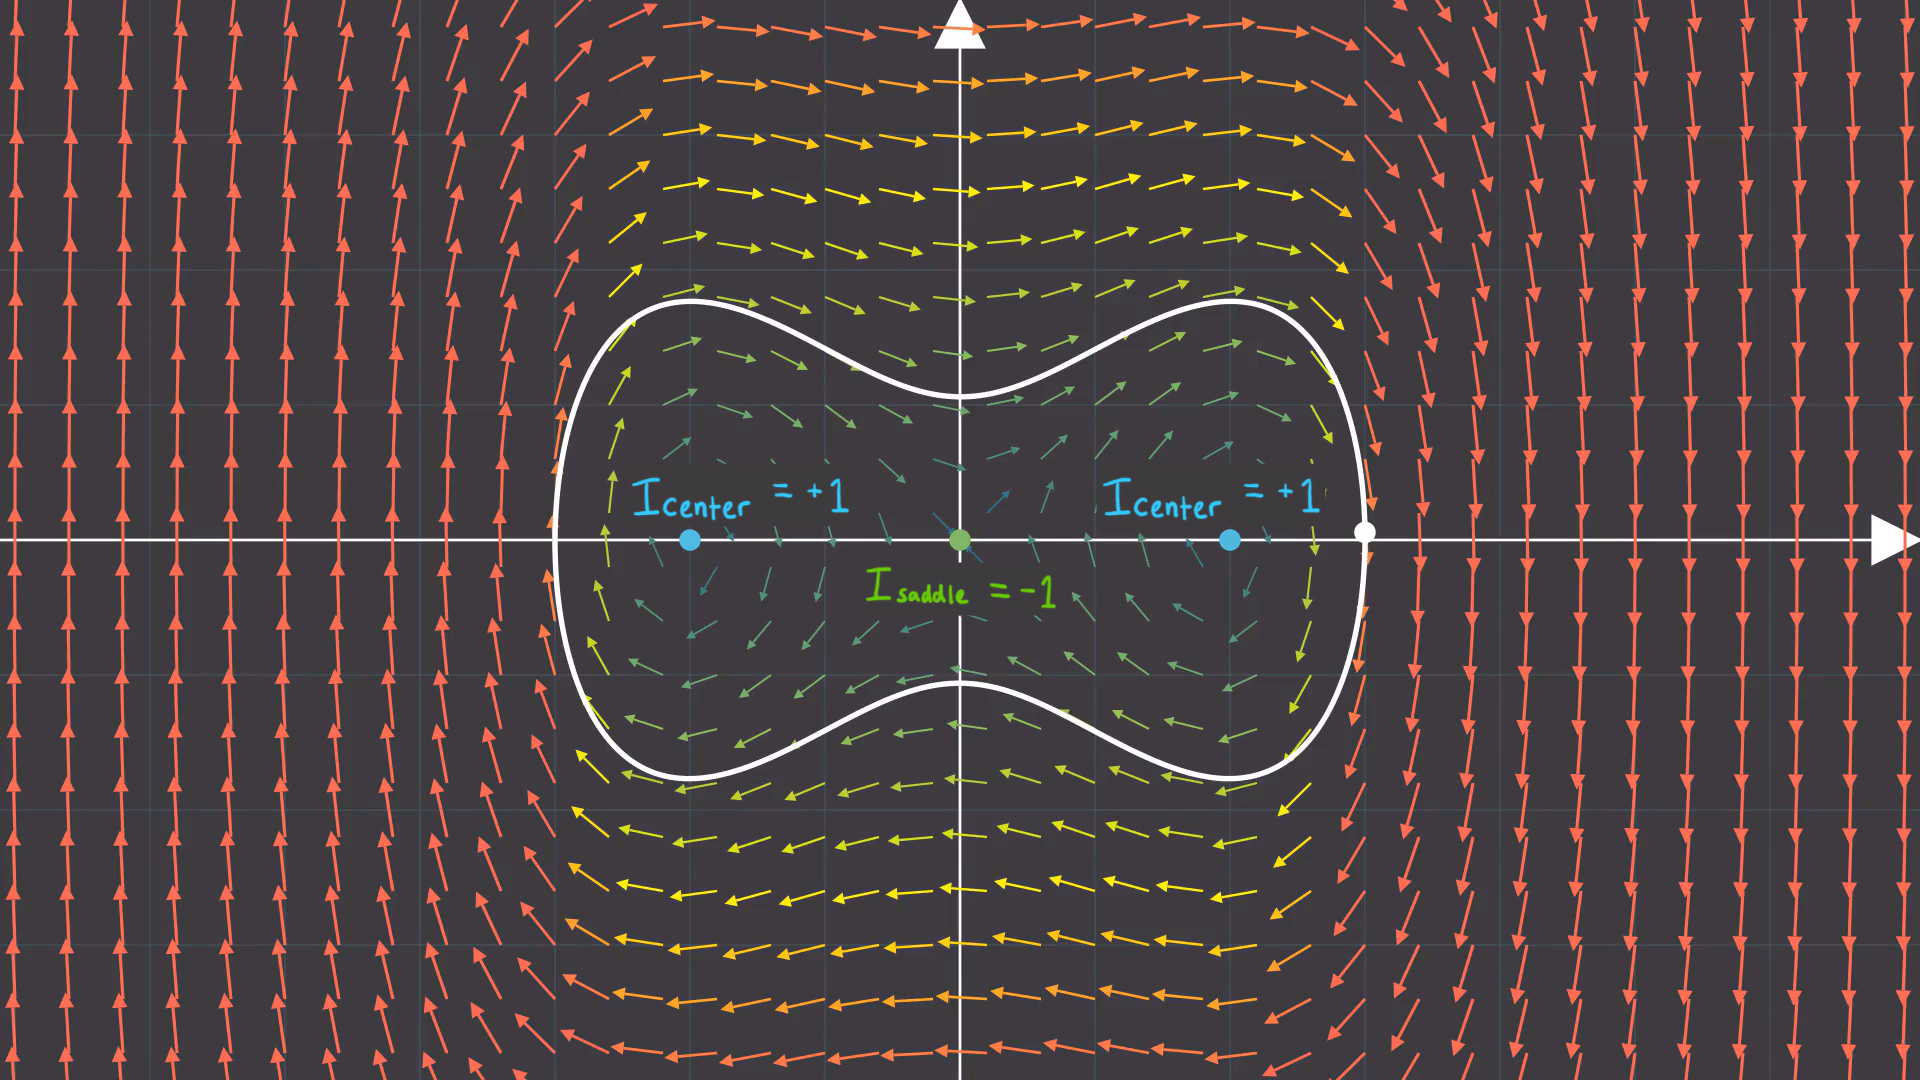 Icenter = +1
Icenter = +1
Isaddle = -1